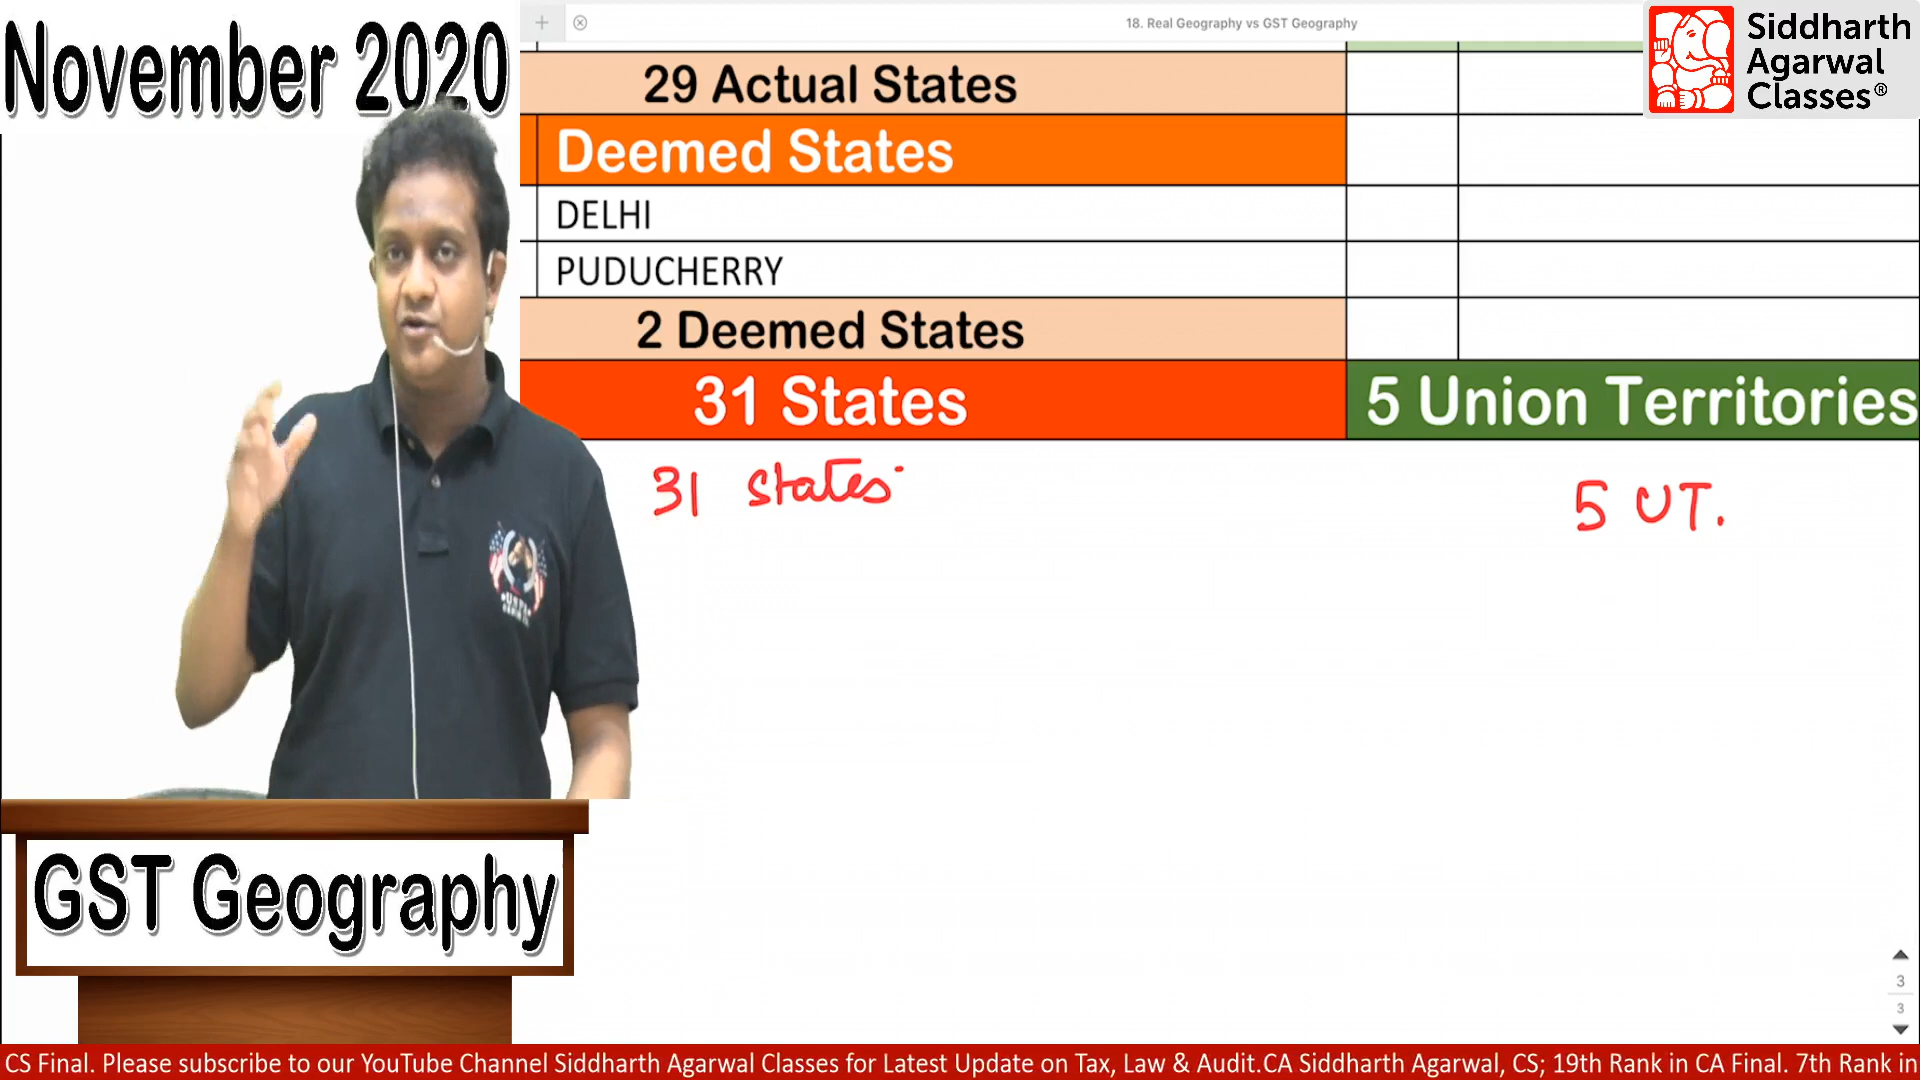 November 2020
18. Real Geography vs GST Geography
Siddharth
Agarwal
Classes®
29 Actual States
Deemed States
DELHI
PUDUCHERRY
2 Deemed States
31 States
5 Union Territories
31 States
5 UT.
GST Geography
3
3
CS Final. Please subscribe to our YouTube Channel Siddharth Agarwal Classes for Latest Update on Tax, Law & Audit.CA Siddharth Agarwal, CS; 19th Rank in CA Final. 7th Rank in